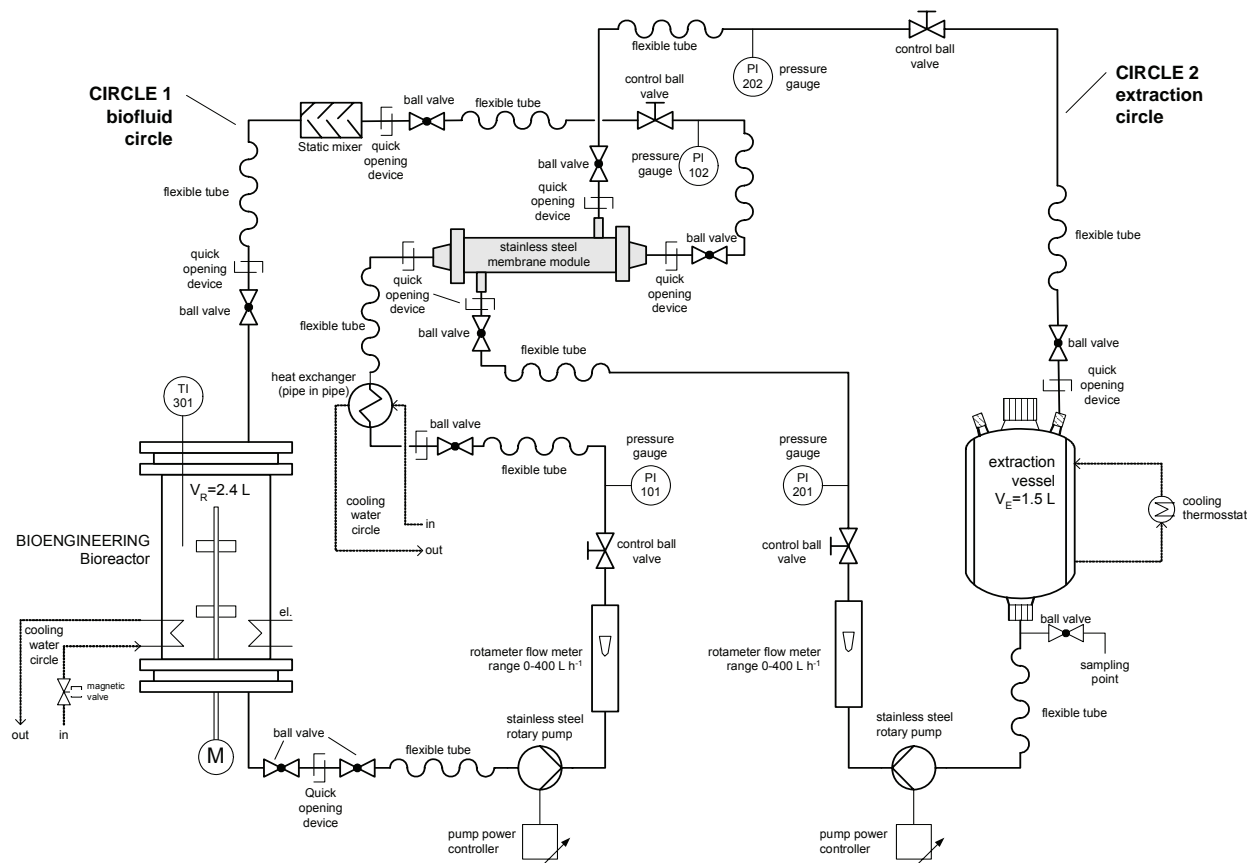 flexible tube
PI
202
pressure
gauge
control ball
valve
CIRCLE 1
biofluid
circle
CIRCLE 2
extraction
circle
ball valve
flexible tube
control ball
valve
Static mixer
quick
opening
device
pressure
gauge
PI
102
ball valve
flexible tube
quick
opening
device
flexible tube
ball valve
stainless steel
membrane module
quick
opening
device
quick
opening
device
quick
opening
device
ball valve
flexible tube
ball valve
flexible tube
ball valve
quick
opening
device
heat exchanger
(pipe in pipe)
TI
301
ball valve
flexible tube
pressure
gauge
PI
101
pressure
gauge
PI
201
extraction
vessel
VE=1.5 L
cooling
thermostat
VR=2.4 L
cooling
water
circle
in
out
BIOENGINEERING
Bioreactor
control ball
valve
control ball
valve
el.
cooling
water
circle
ball valve
sampling
point
rotameter flow meter
range 0-400 L h-1
rotameter flow meter
range 0-400 L h-1
magnetic
valve
out
in
flexible tube
stainless steel
rotary pump
stainless steel
rotary pump
M
ball valve
flexible tube
Quick
opening
device
pump power
controller
pump power
controller